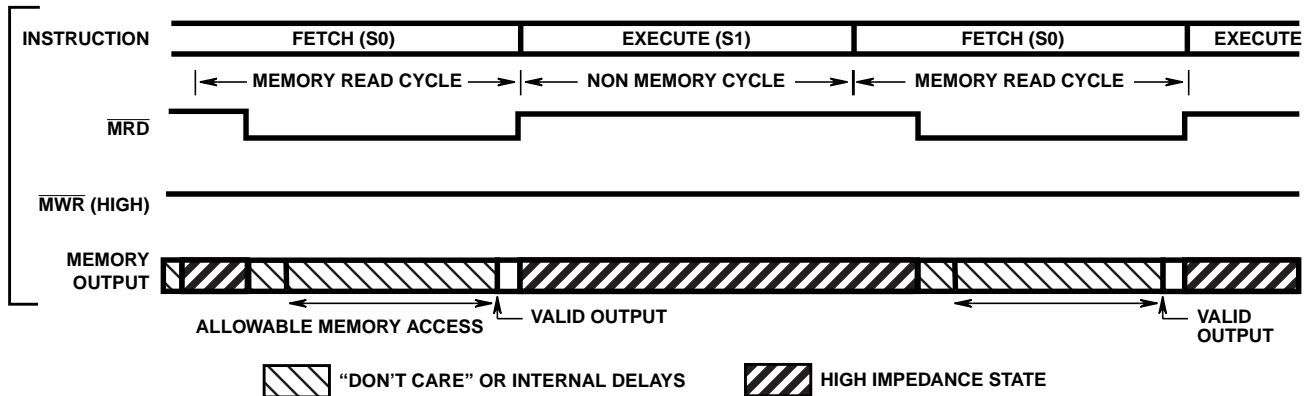 INSTRUCTION FETCH (S0) EXECUTE (S1) FETCH (S0) EXECUTE
MEMORY READ CYCLE NON MEMORY CYCLE MEMORY READ CYCLE
MRD
MWR (HIGH)
MEMORY
OUTPUT
ALLOWABLE MEMORY ACCESS VALID OUTPUT VALID
OUTPUT
“DON'T CARE” OR INTERNAL DELAYS HIGH IMPEDANCE STATE